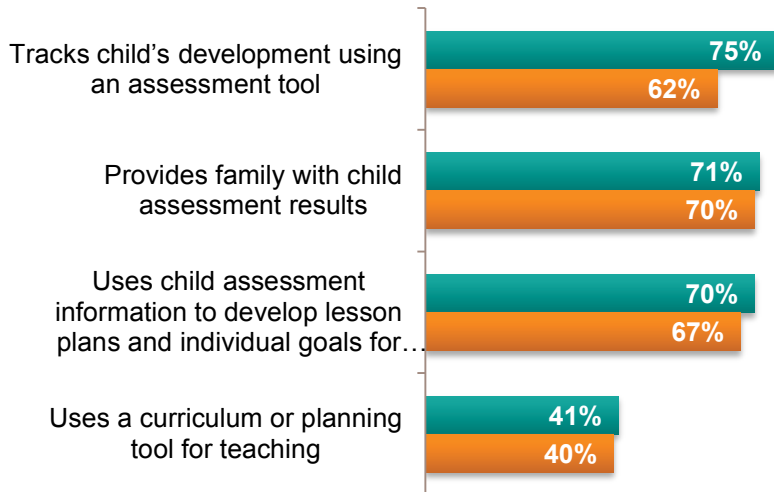 Tracks child’s development using
an assessment tool
75%
62%
Provides family with child
assessment results
71%
70%
Uses child assessment
information to develop lesson
plans and individual goals for…
70%
67%
Uses a curriculum or planning
tool for teaching
41%
40%